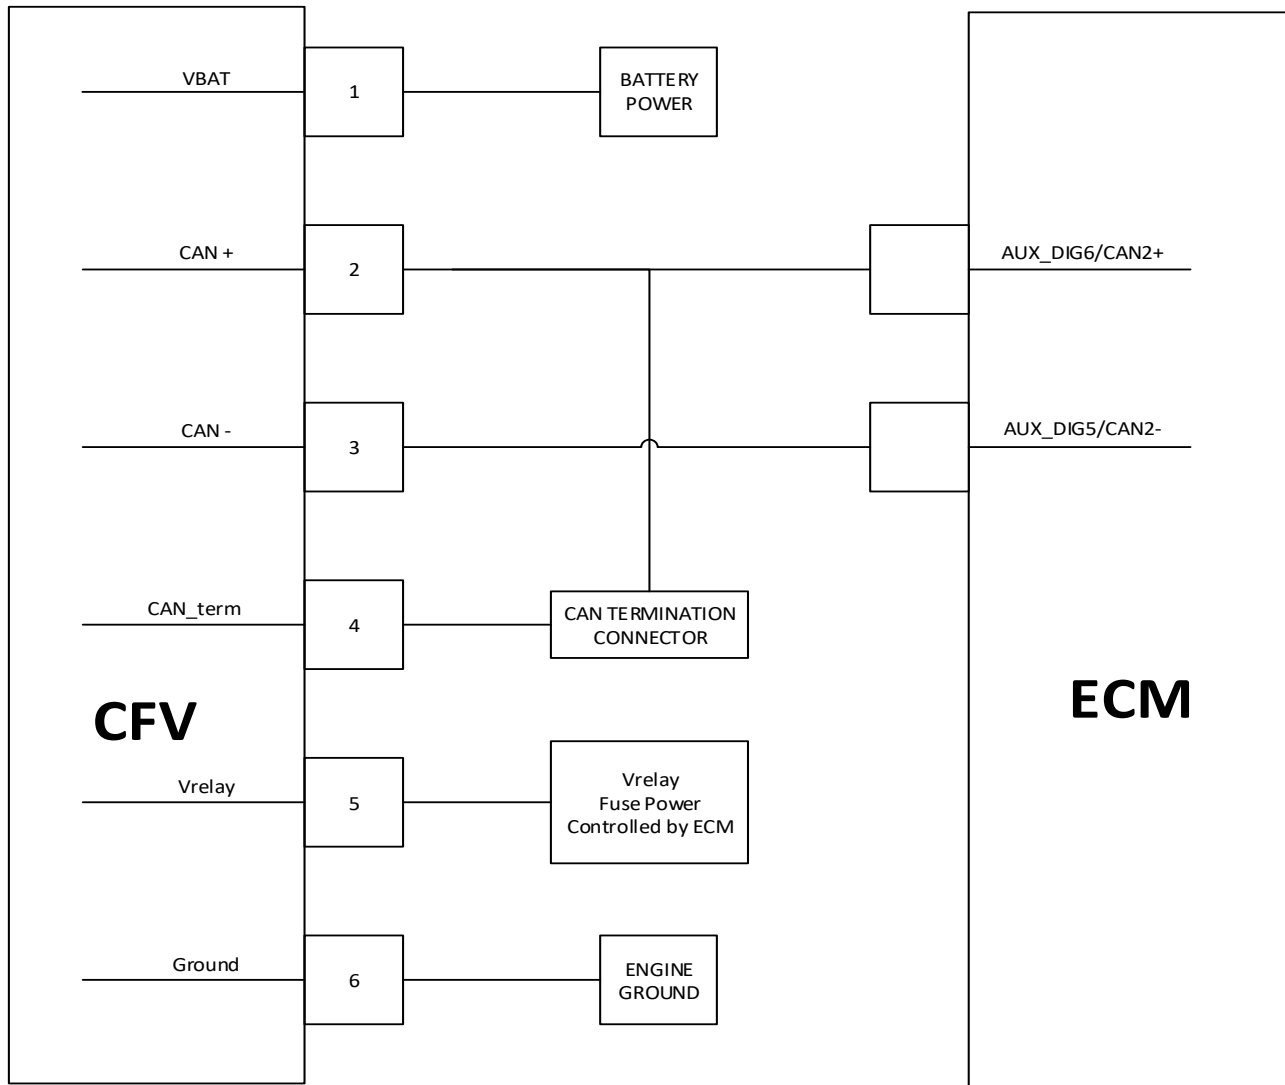 VBAT
1
BATTERY
POWER
CAN +
2
AUX_DIG6/CAN2+
CAN -
3
AUX_DIG5/CAN2-
CAN_term
4
CAN TERMINATION
CONNECTOR
CFV
ECM
Vrelay
5
Vrelay
Fuse Power
Controlled by ECM
Ground
6
ENGINE
GROUND